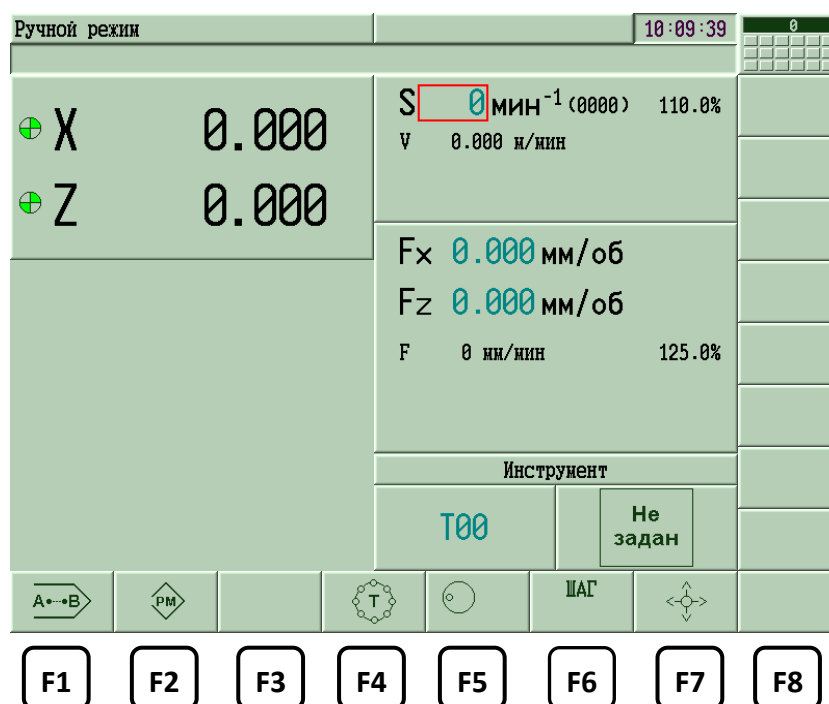 Ручной режим
10:09:39
0
X 0.000
Z 0.000
S 0 мин⁻¹ (0000) 110.0%
V 0.000 м/мин
Fx 0.000 мм/об
Fz 0.000 мм/об
F 0 мм/мин 125.0%
Инструмент
T00
Не
задан
A B
РМ
T
ШАГ
F1 F2 F3 F4 F5 F6 F7 F8